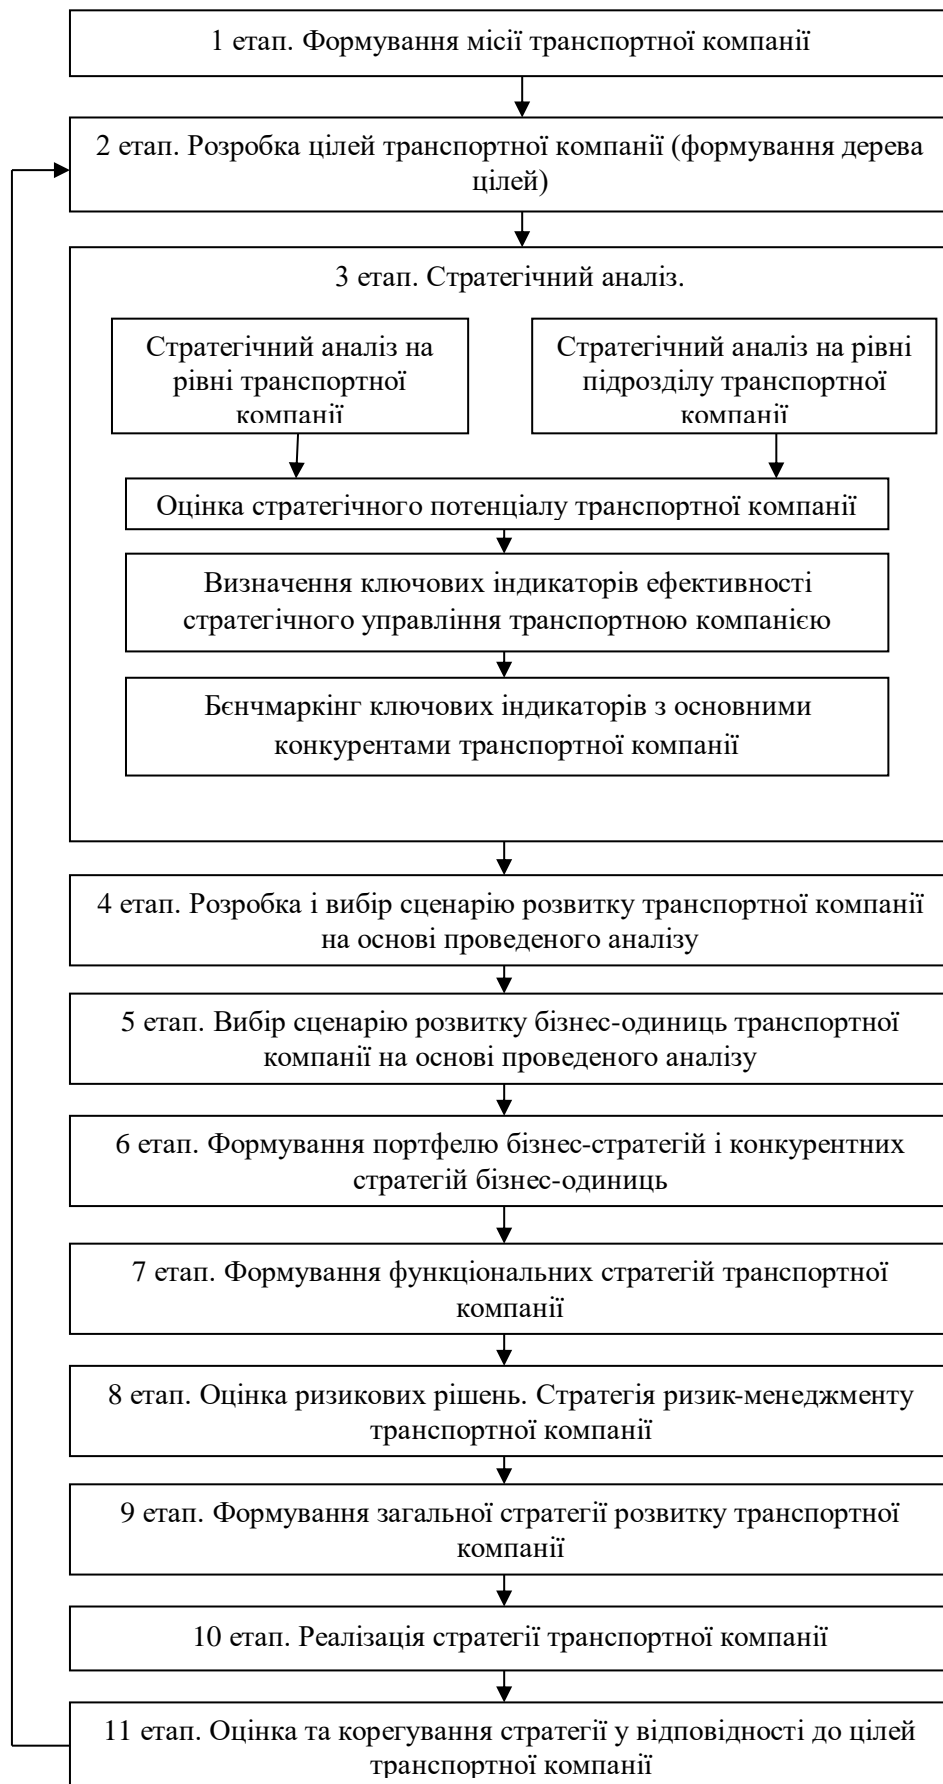 1 етап. Формування місії транспортної компанії
2 етап. Розробка цілей транспортної компанії (формування дерева
цілей)
3 етап. Стратегічний аналіз.
Стратегічний аналіз на
рівні транспортної
компанії
Стратегічний аналіз на рівні
підрозділу транспортної
компанії
Оцінка стратегічного потенціалу транспортної компанії
Визначення ключових індикаторів ефективності
стратегічного управління транспортною компанією
Бєнчмаркінг ключових індикаторів з основними
конкурентами транспортної компанії
4 етап. Розробка і вибір сценарію розвитку транспортної компанії
на основі проведеного аналізу
5 етап. Вибір сценарію розвитку бізнес-одиниць транспортної
компанії на основі проведеного аналізу
6 етап. Формування портфелю бізнес-стратегій і конкурентних
стратегій бізнес-одиниць
7 етап. Формування функціональних стратегій транспортної
компанії
8 етап. Оцінка ризикових рішень. Стратегія ризик-менеджменту
транспортної компанії
9 етап. Формування загальної стратегії розвитку транспортної
компанії
10 етап. Реалізація стратегії транспортної компанії
11 етап. Оцінка та корегування стратегії у відповідності до цілей
транспортної компанії